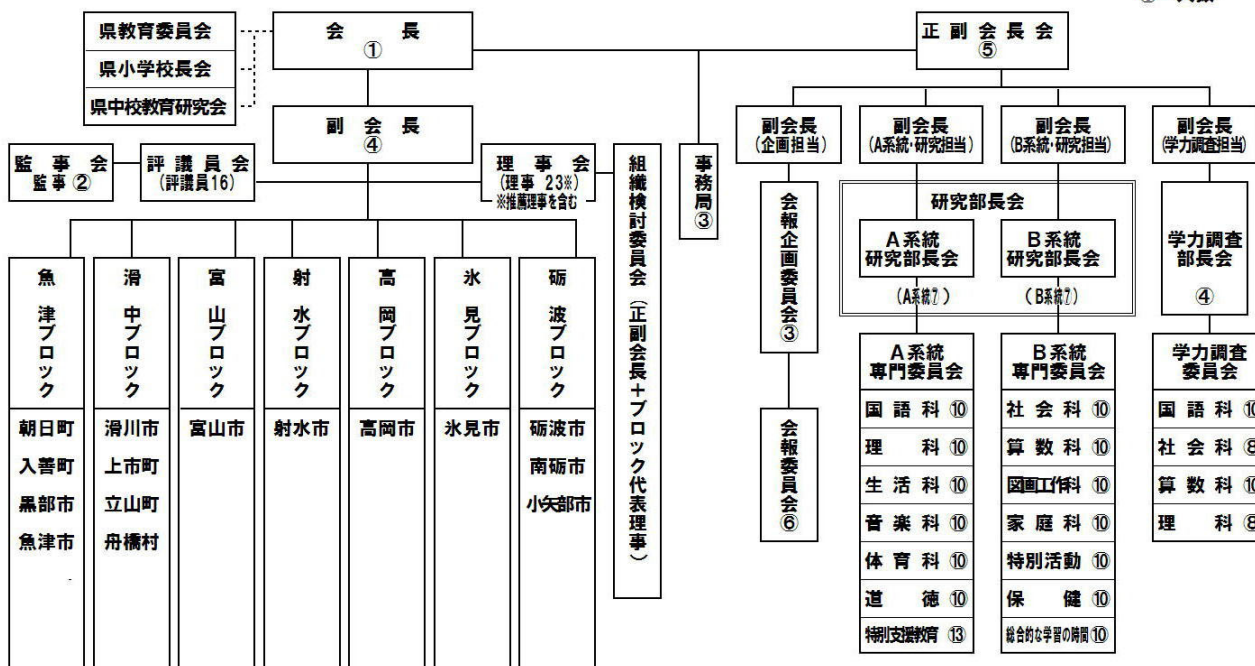 県教育委員会
県小学校長会
県中校教育研究会
会長
①
正副会長会
⑤
副会長
④
監事会
監事②
評議員会
(評議員16)
理事会
(理事 23※)
※推薦理事を含む
組織検討委員会(正副会長+ブロック代表理事)
事務局③
副会長
(企画担当)
副会長
(A系統・研究担当)
副会長
(B系統・研究担当)
副会長
(学力調査担当)
会報企画委員会③
会報委員会⑥
研究部長会
A系統
研究部長会
(A系統⑦)
B系統
研究部長会
(B系統⑦)
学力調査
部長会
④
魚津ブロック
朝日町
入善町
黒部市
魚津市
滑中ブロック
滑川市
上市町
立山町
舟橋村
富山ブロック
富山市
射水ブロック
射水市
高岡ブロック
高岡市
氷見ブロック
氷見市
砺波ブロック
砺波市
南砺市
小矢部市
A系統
専門委員会
国語科⑩
理科⑩
生活科⑩
音楽科⑩
体育科⑩
道徳⑩
特別支援教育⑬
B系統
専門委員会
社会科⑩
算数科⑩
図画工作科⑩
家庭科⑩
特別活動⑩
保健⑩
総合的な学習の時間⑩
学力調査
委員会
国語科⑩
社会科⑧
算数科⑩
理科⑧